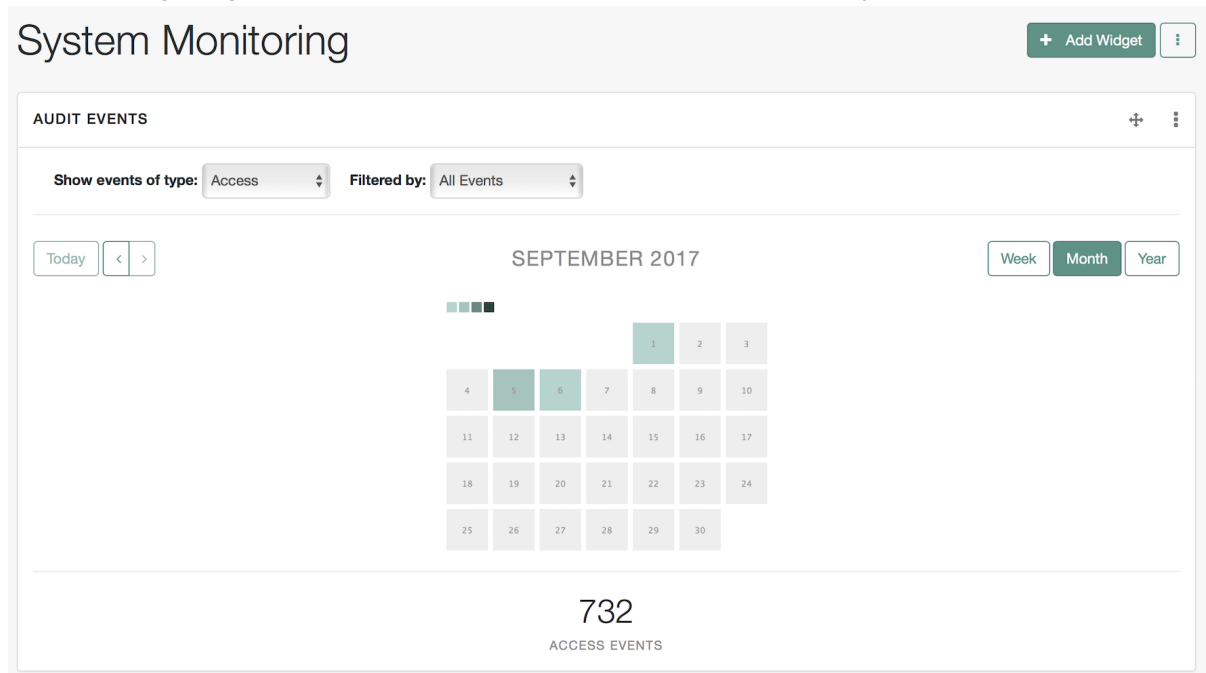 System Monitoring
+ Add Widget
AUDIT EVENTS
Show events of type: Access Filtered by: All Events
Today < > SEPTEMBER 2017 Week Month Year
1 2 3
4 5 6 7 8 9 10
11 12 13 14 15 16 17
18 19 20 21 22 23 24
25 26 27 28 29 30
732
ACCESS EVENTS